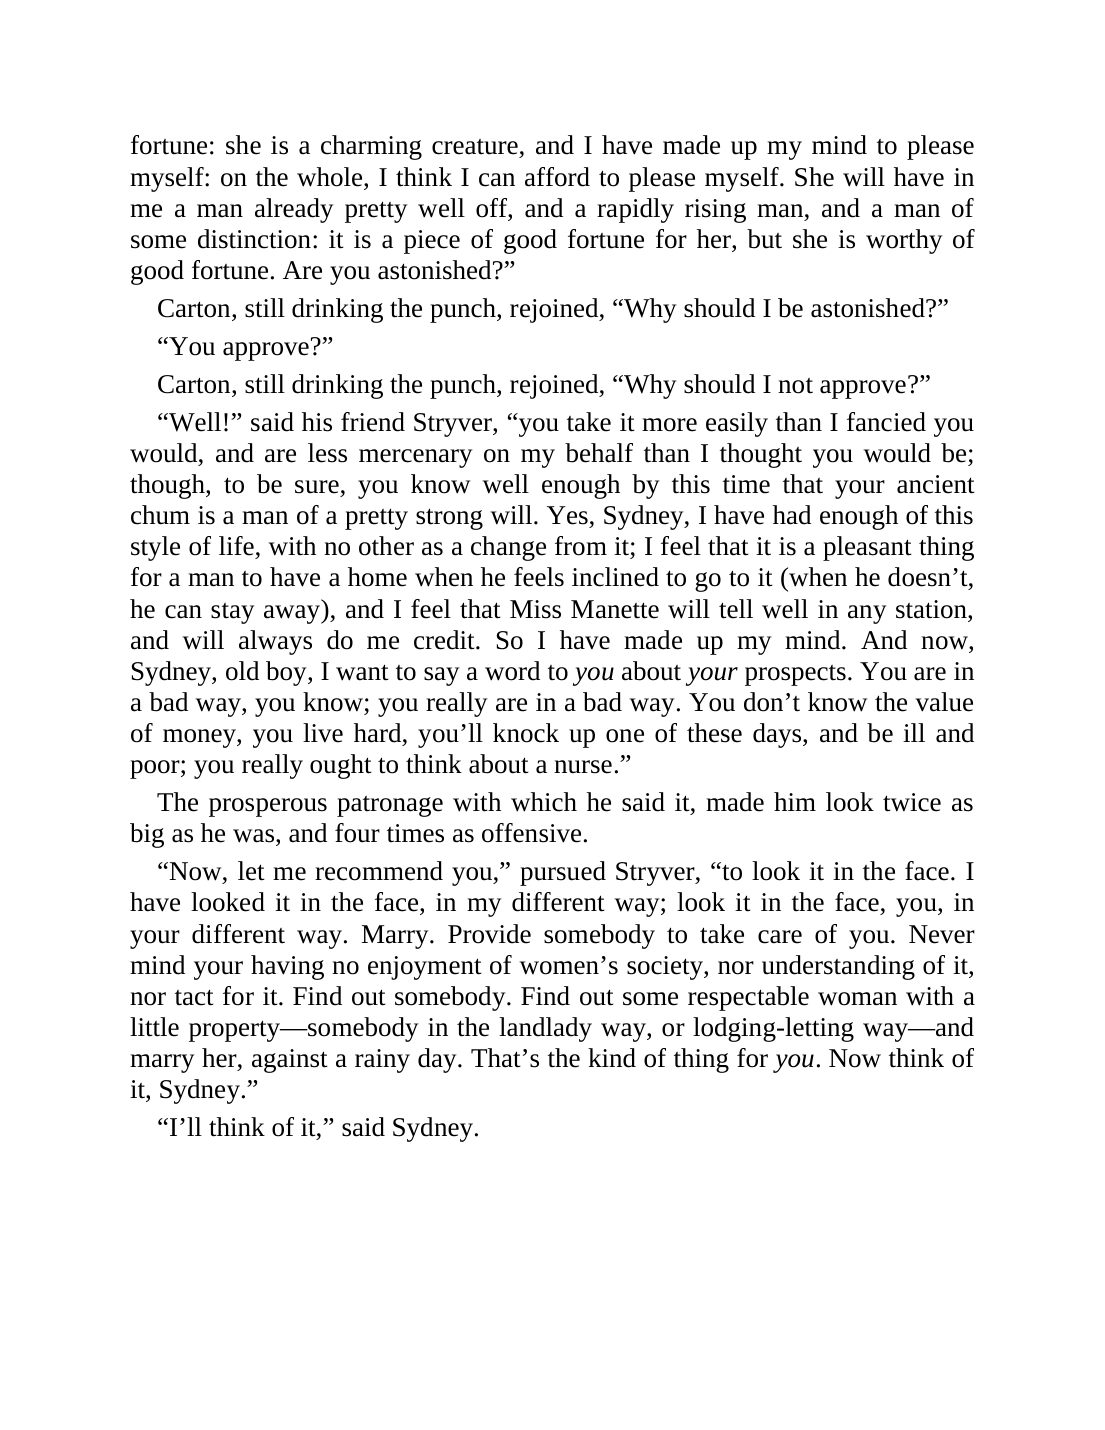 fortune: she is a charming creature, and I have made up my mind to please
myself: on the whole, I think I can afford to please myself. She will have in
me a man already pretty well off, and a rapidly rising man, and a man of
some distinction: it is a piece of good fortune for her, but she is worthy of
good fortune. Are you astonished?”
Carton, still drinking the punch, rejoined, “Why should I be astonished?”
“You approve?”
Carton, still drinking the punch, rejoined, “Why should I not approve?”
“Well!” said his friend Stryver, “you take it more easily than I fancied you
would, and are less mercenary on my behalf than I thought you would be;
though, to be sure, you know well enough by this time that your ancient
chum is a man of a pretty strong will. Yes, Sydney, I have had enough of this
style of life, with no other as a change from it; I feel that it is a pleasant thing
for a man to have a home when he feels inclined to go to it (when he doesn’t,
he can stay away), and I feel that Miss Manette will tell well in any station,
and will always do me credit. So I have made up my mind. And now,
Sydney, old boy, I want to say a word to you about your prospects. You are in
a bad way, you know; you really are in a bad way. You don’t know the value
of money, you live hard, you’ll knock up one of these days, and be ill and
poor; you really ought to think about a nurse.”
The prosperous patronage with which he said it, made him look twice as
big as he was, and four times as offensive.
“Now, let me recommend you,” pursued Stryver, “to look it in the face. I
have looked it in the face, in my different way; look it in the face, you, in
your different way. Marry. Provide somebody to take care of you. Never
mind your having no enjoyment of women’s society, nor understanding of it,
nor tact for it. Find out somebody. Find out some respectable woman with a
little property—somebody in the landlady way, or lodging-letting way—and
marry her, against a rainy day. That’s the kind of thing for you. Now think of
it, Sydney.”
“I’ll think of it,” said Sydney.